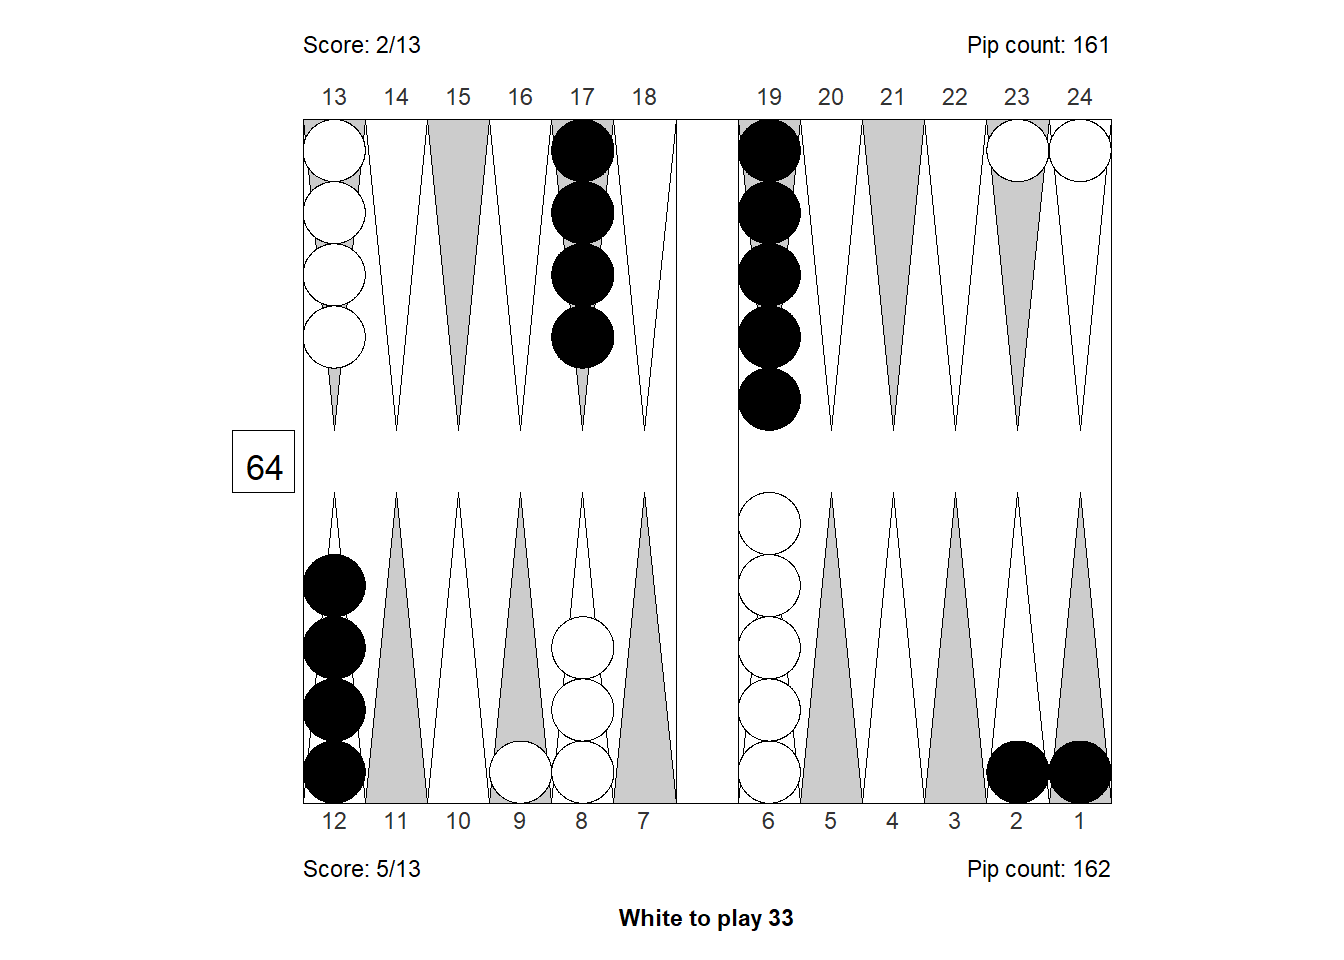 Score: 2/13 Pip count: 161
13 14 15 16 17 18 19 20 21 22 23 24
64
12 11 10 9 8 7 6 5 4 3 2 1
Score: 5/13 Pip count: 162
White to play 33